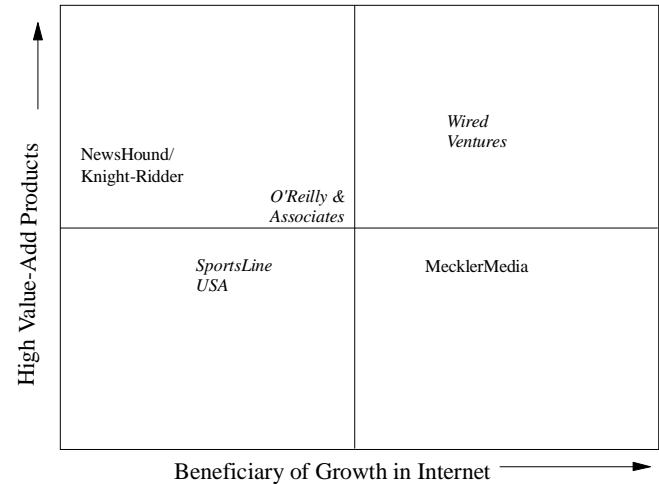 High Value-Add Products
Wired
Ventures
NewsHound/
Knight-Ridder
O'Reilly &
Associates
SportsLine
USA
MecklerMedia
Beneficiary of Growth in Internet